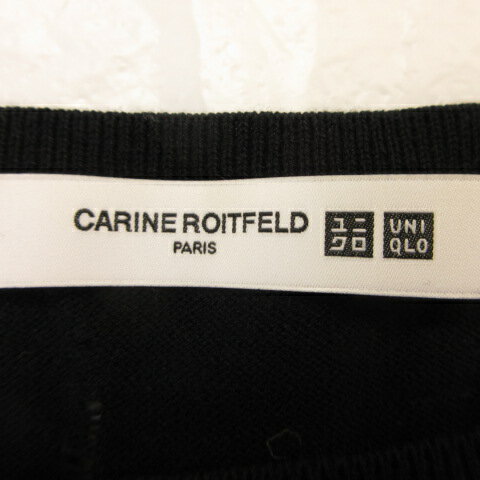 CARINE ROITFELD
PARIS
ユニ
クロ
UNI
QLO